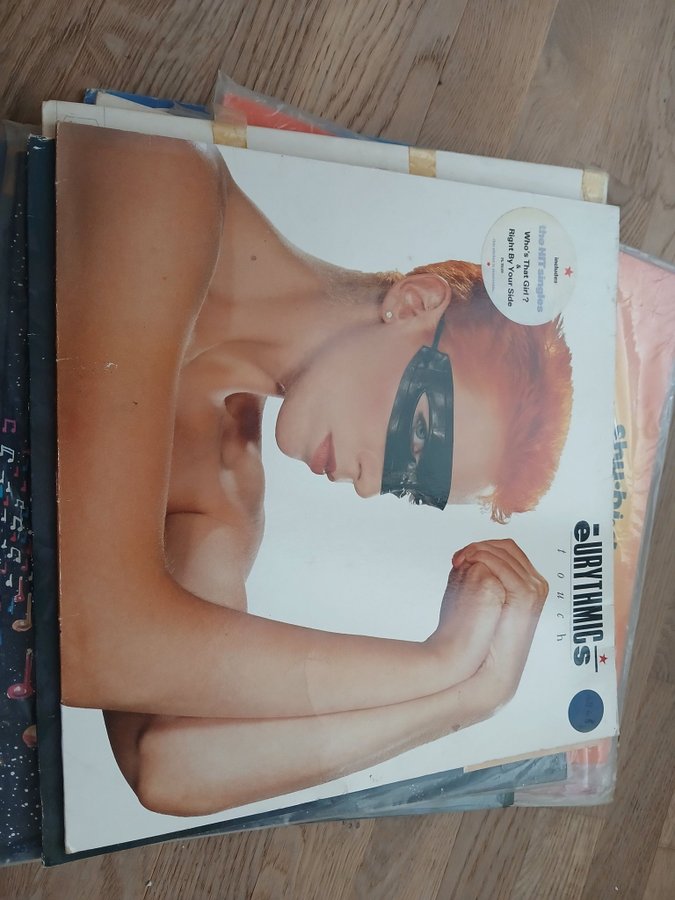 includes
the HIT singles
Who's That Girl ?
&
Right By Your Side
EURYTHMICS
touch